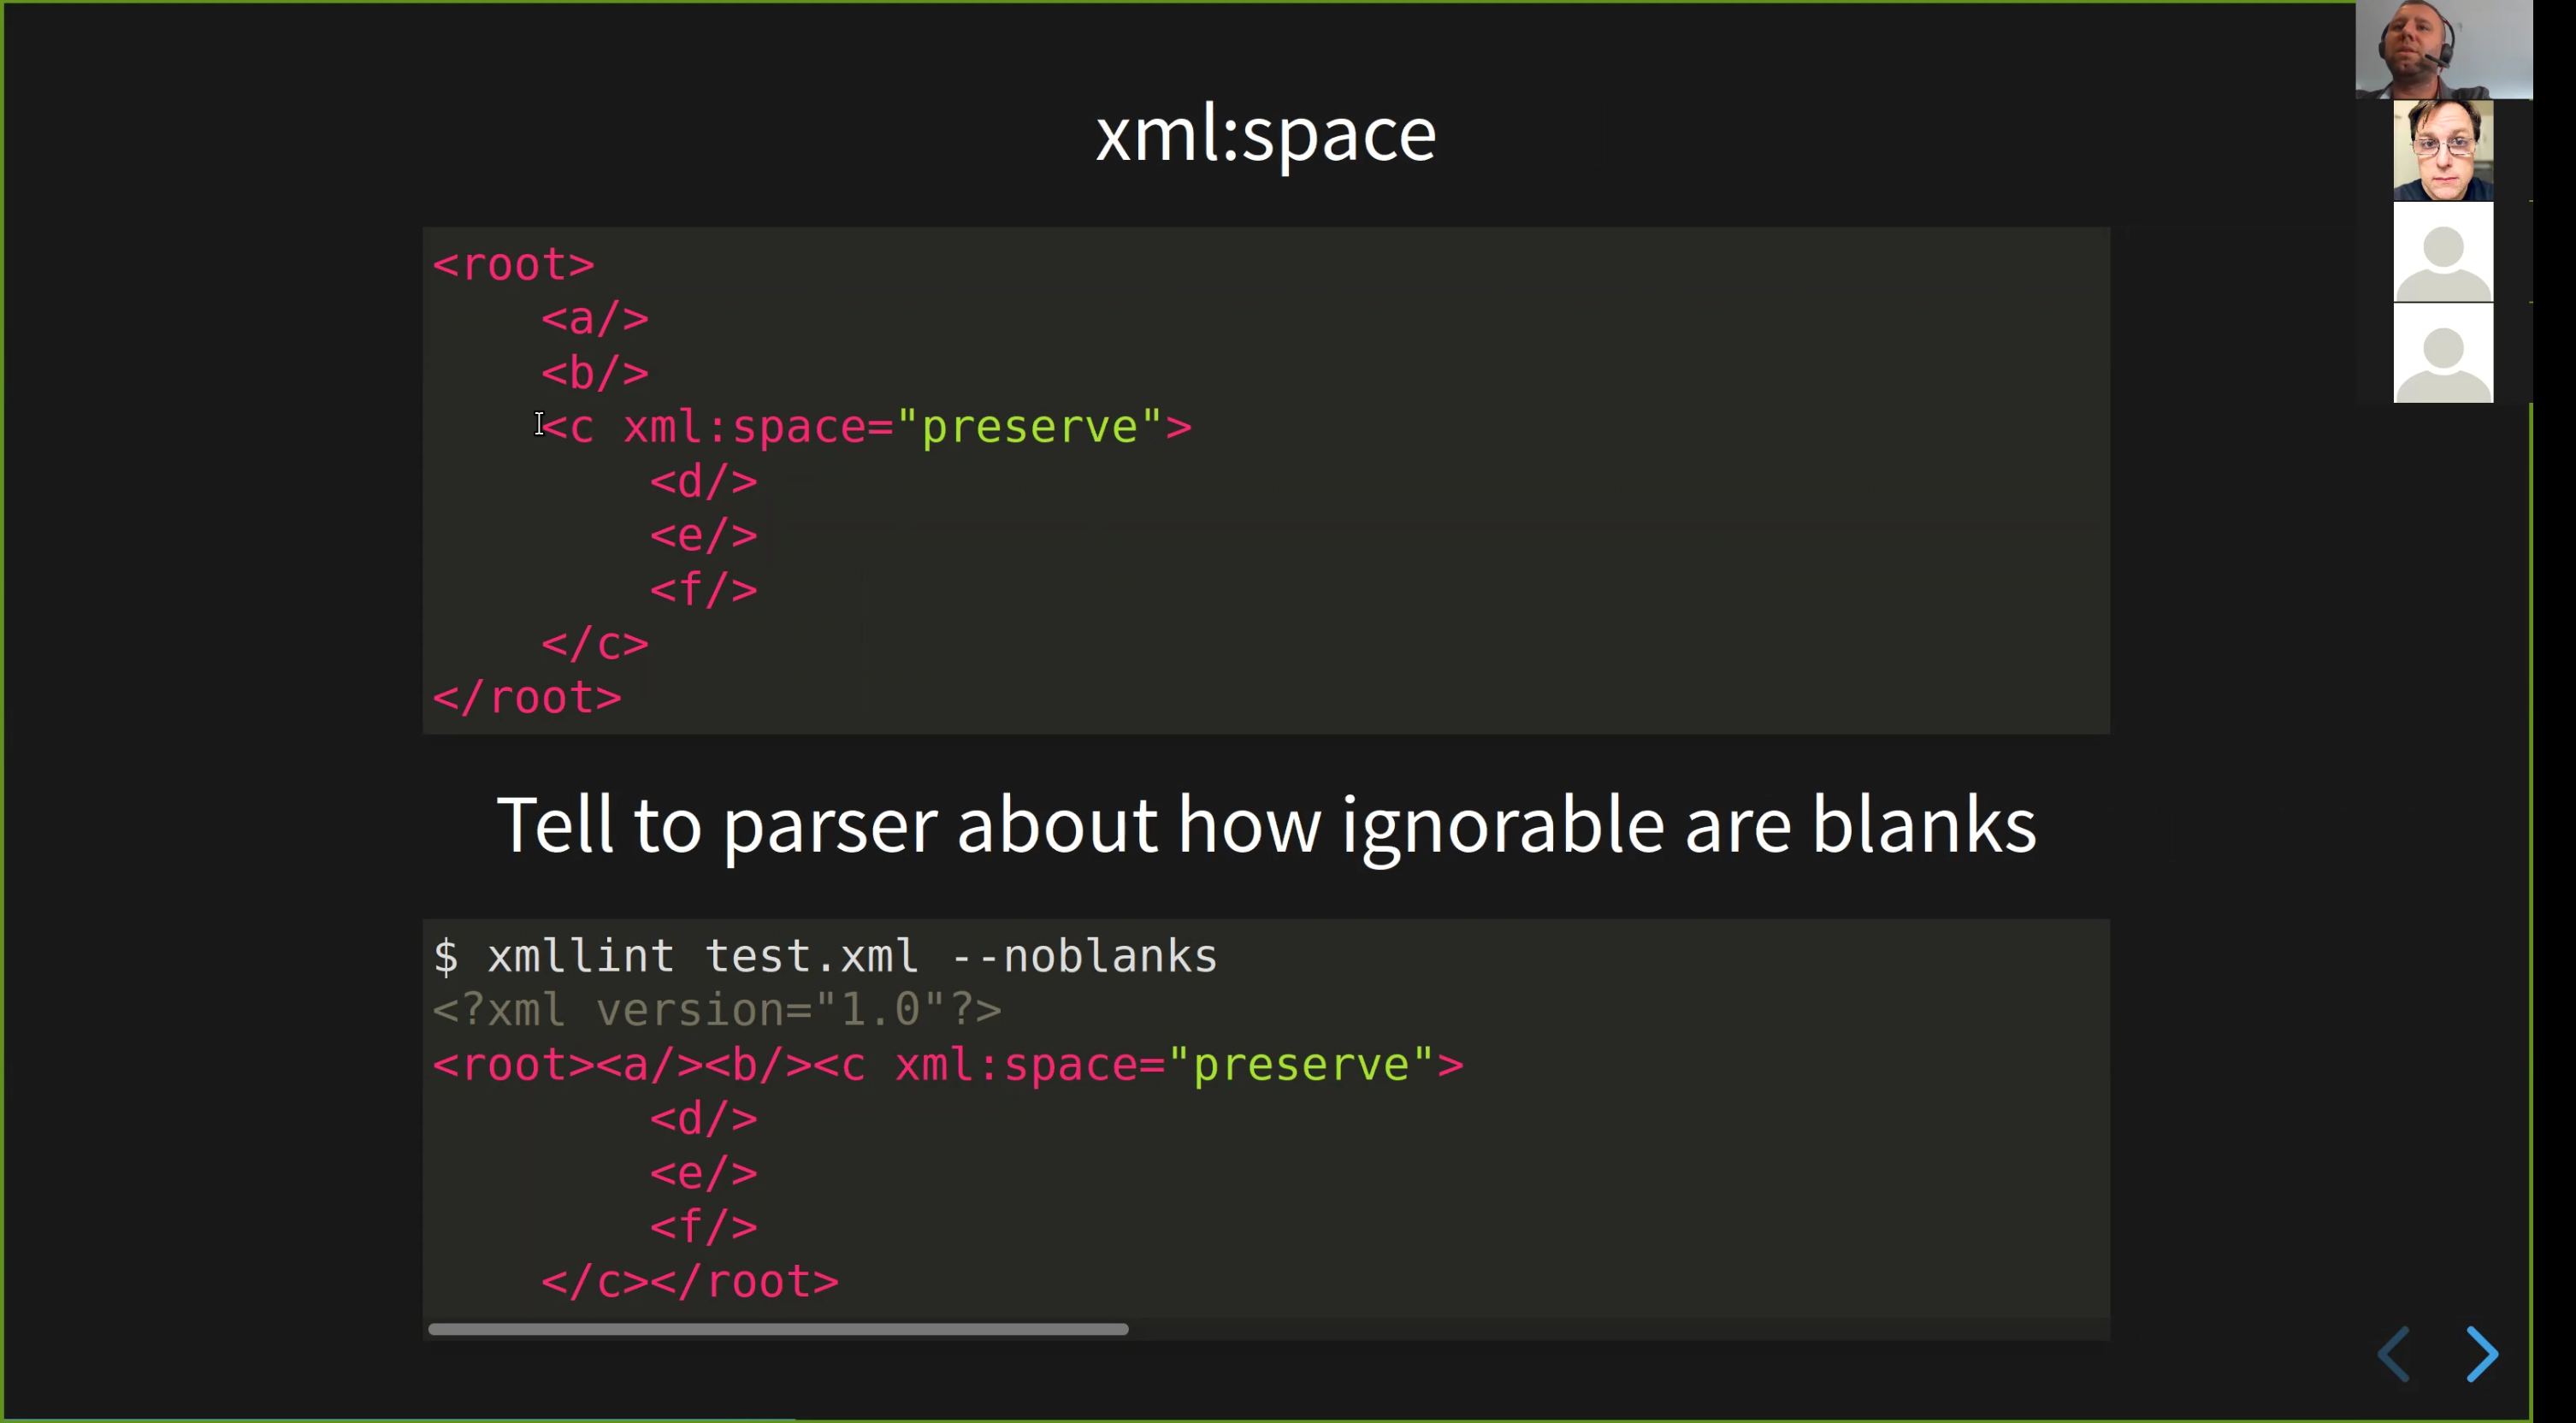 xml:space
<root>
    <a/>
    <b/>
    <c xml:space="preserve">
        <d/>
        <e/>
        <f/>
    </c>
</root>
Tell to parser about how ignorable are blanks
$ xmllint test.xml --noblanks
<?xml version="1.0"?>
<root><a/><b/><c xml:space="preserve">
        <d/>
        <e/>
        <f/>
    </c></root>